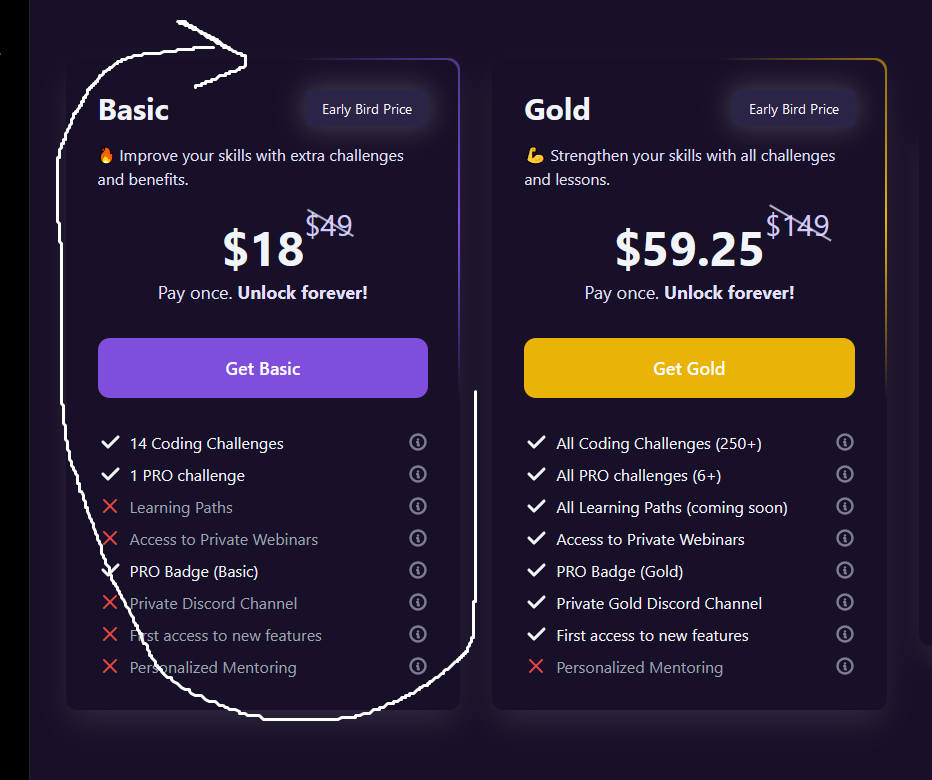 Basic
Early Bird Price
🔥 Improve your skills with extra challenges
and benefits.
$18 $49
Pay once. Unlock forever!
Get Basic
14 Coding Challenges
1 PRO challenge
Learning Paths
Access to Private Webinars
PRO Badge (Basic)
Private Discord Channel
First access to new features
Personalized Mentoring
Gold
Early Bird Price
💪 Strengthen your skills with all challenges
and lessons.
$59.25 $149
Pay once. Unlock forever!
Get Gold
All Coding Challenges (250+)
All PRO challenges (6+)
All Learning Paths (coming soon)
Access to Private Webinars
PRO Badge (Gold)
Private Gold Discord Channel
First access to new features
Personalized Mentoring